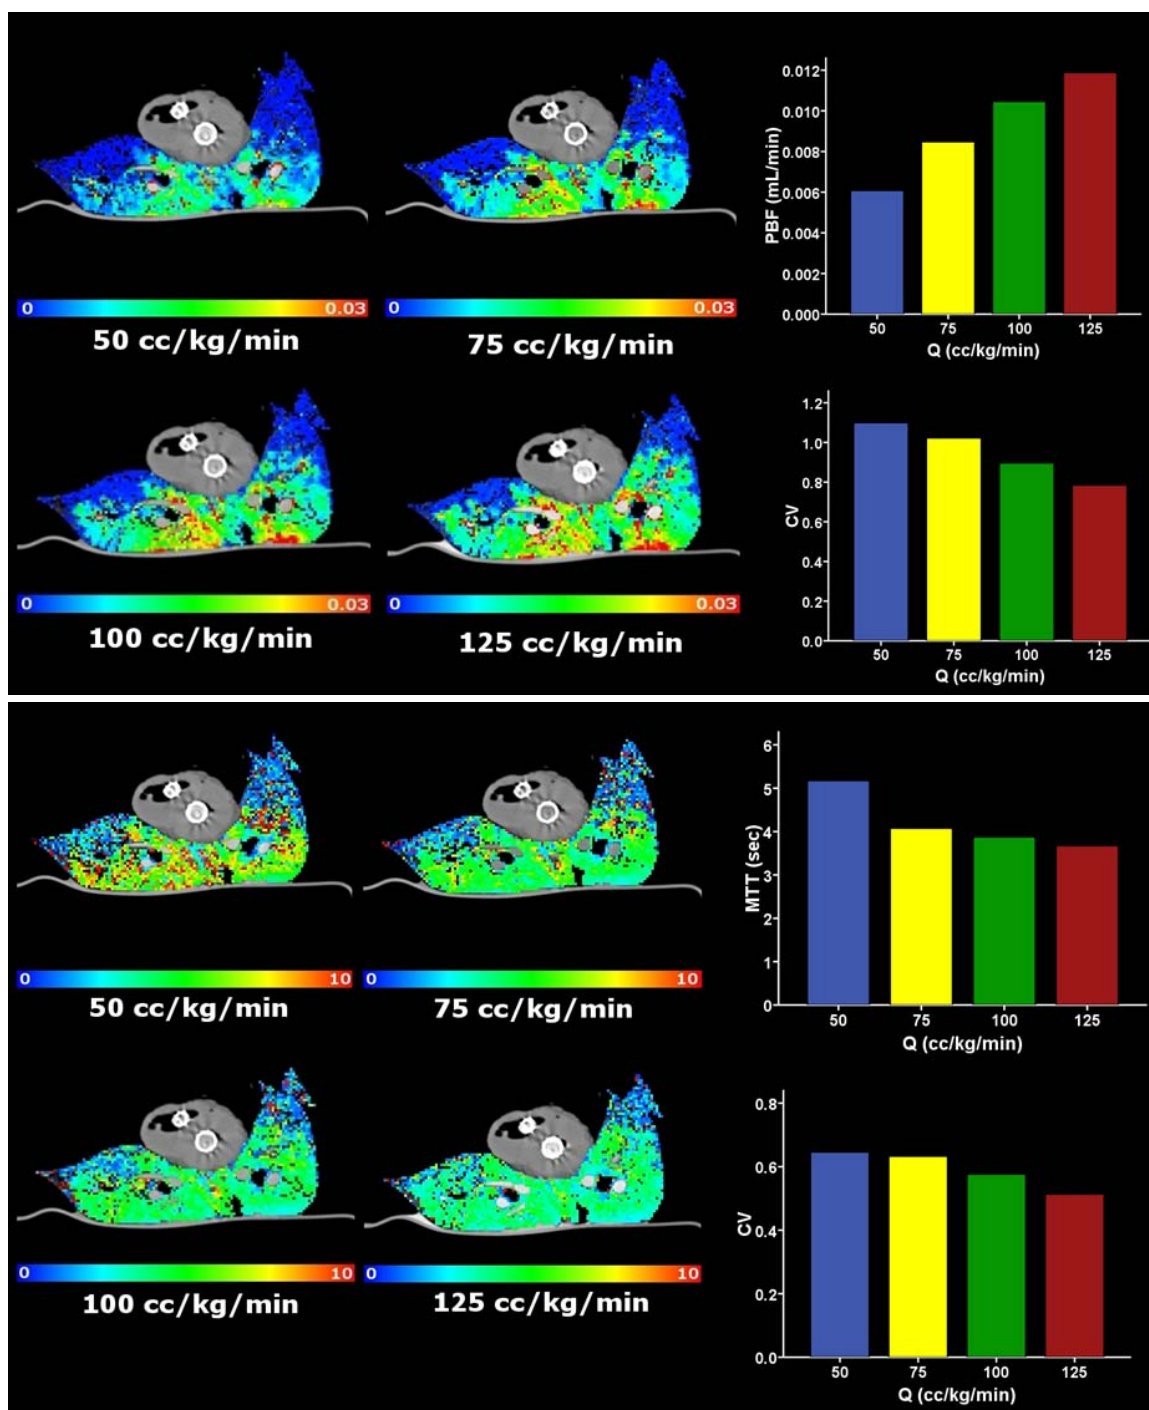 0 0.03
50 cc/kg/min
0 0.03
75 cc/kg/min
PBF (mL/min)
0.012
0.010
0.008
0.006
0.004
0.002
0.000
50 75 100 125
Q (cc/kg/min)
0 0.03
100 cc/kg/min
0 0.03
125 cc/kg/min
CV
1.2
1.0
0.8
0.6
0.4
0.2
0.0
50 75 100 125
Q (cc/kg/min)
0 10
50 cc/kg/min
0 10
75 cc/kg/min
MTT (sec)
6
5
4
3
2
1
0
50 75 100 125
Q (cc/kg/min)
0 10
100 cc/kg/min
0 10
125 cc/kg/min
CV
0.8
0.6
0.4
0.2
0.0
50 75 100 125
Q (cc/kg/min)